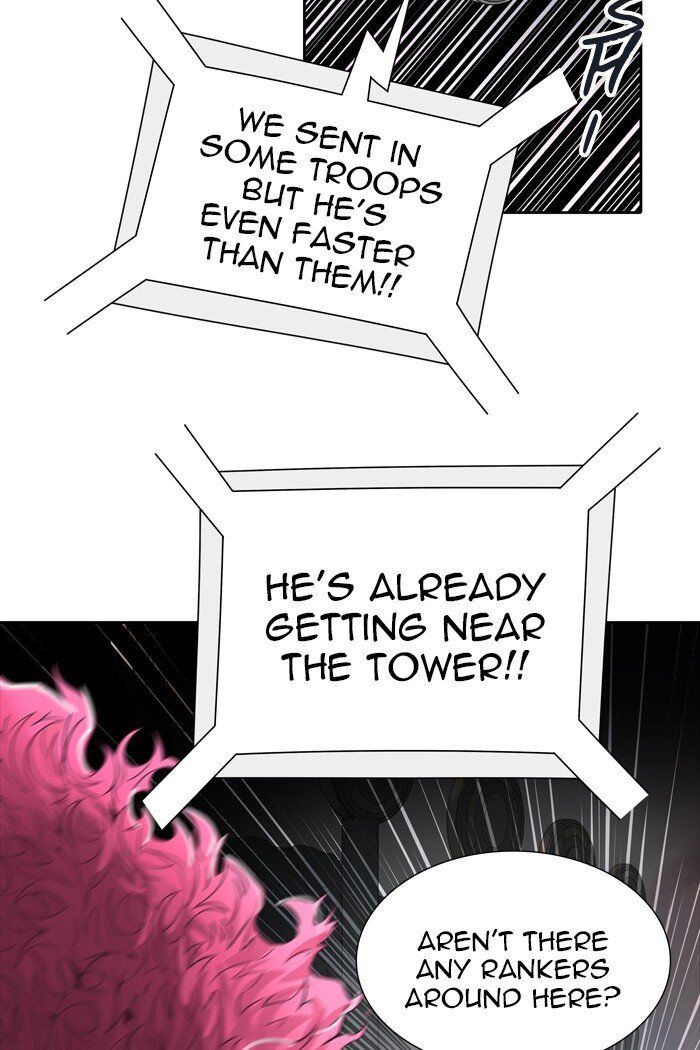 WE SENT IN
SOME TROOPS
BUT HE'S
EVEN FASTER
THAN THEM!!
HE'S ALREADY
GETTING NEAR
THE TOWER!!
AREN'T THERE
ANY RANKERS
AROUND HERE?